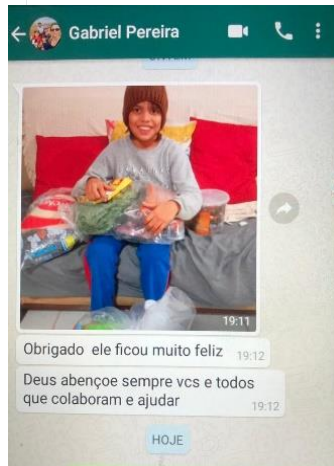 Gabriel Pereira
19:11
Obrigado ele ficou muito feliz 19:12
Deus abençoe sempre vcs e todos
que colaboram e ajudar 19:12
HOJE